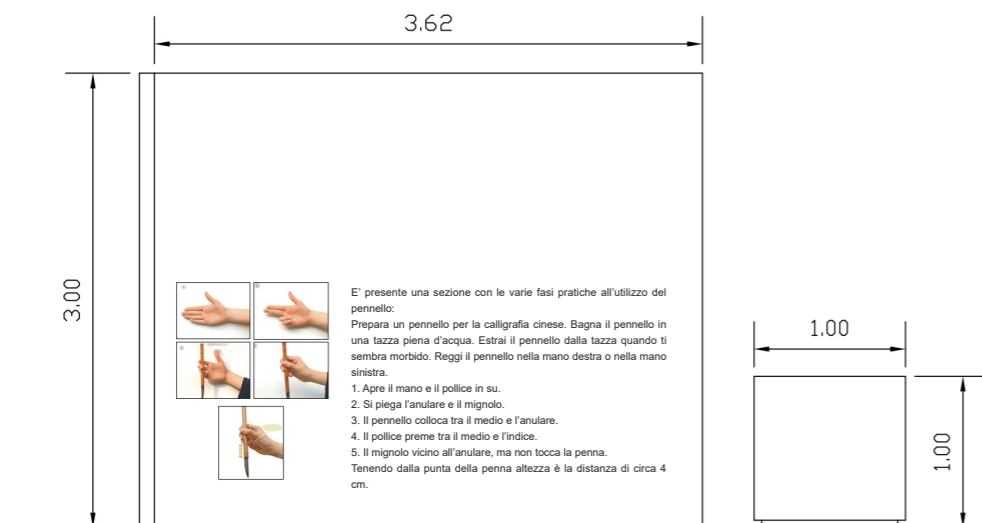 3.62
3.00
E' presente una sezione con le varie fasi pratiche all'utilizzo del
pennello:
Prepara un pennello per la calligrafia cinese. Bagna il pennello in
una tazza piena d'acqua. Estrai il pennello dalla tazza quando ti
sembra morbido. Reggi il pennello nella mano destra o nella mano
sinistra.
1. Apre il mano e il pollice in su.
2. Si piega l'anulare e il mignolo.
3. Il pennello colloca tra il medio e l'anulare.
4. Il pollice preme tra il medio e l'indice.
5. Il mignolo vicino all'anulare, ma non tocca la penna.
Tenendo dalla punta della penna altezza è la distanza di circa 4
cm.
1.00
1.00